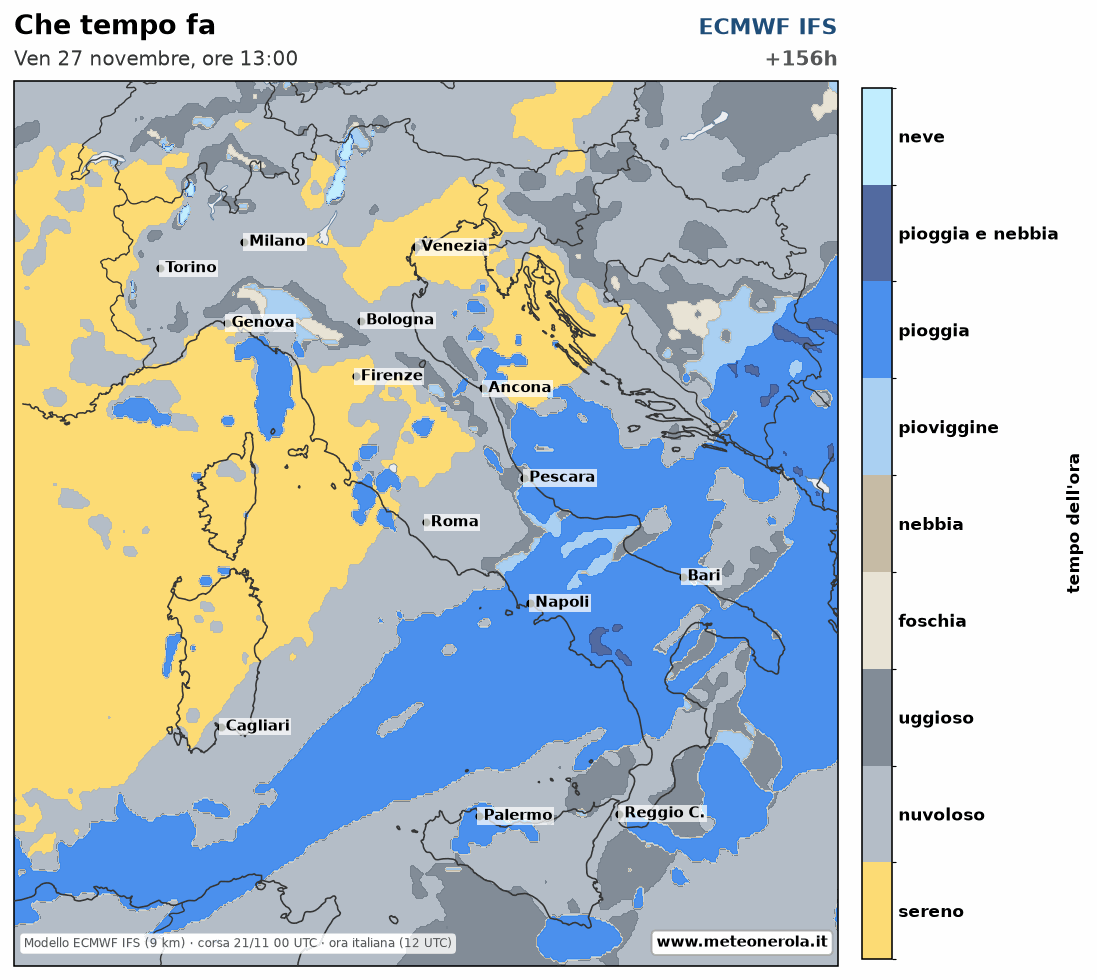 Che tempo fa
ECMWF IFS
Ven 27 novembre, ore 13:00
+156h
neve
pioggia e nebbia
pioggia
pioviggine
nebbia
foschia
uggioso
nuvoloso
sereno
tempo dell'ora
Milano
Venezia
Torino
Genova
Bologna
Firenze
Ancona
Pescara
Roma
Bari
Napoli
Cagliari
Palermo
Reggio C.
Modello ECMWF IFS (9 km) · corsa 21/11 00 UTC · ora italiana (12 UTC)
www.meteonerola.it